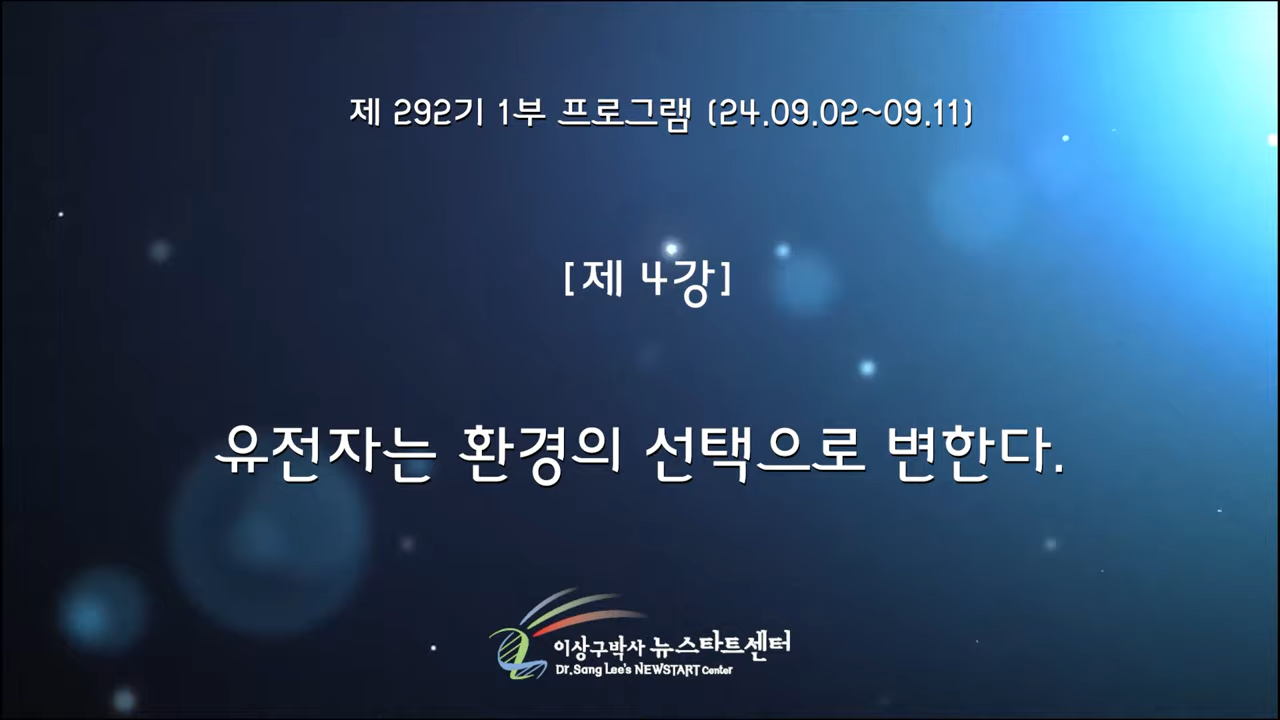 제 292기 1부 프로그램 (24.09.02~09.11)
[제 4강]
유전자는 환경의 선택으로 변한다.
이상구박사 뉴스타트센터
Dr.Sang Lee's NEWSTART Center